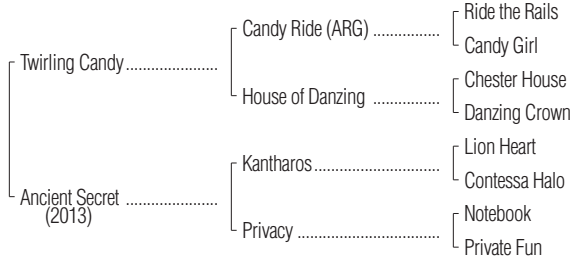 Ride the Rails
Candy Ride (ARG) ................
Candy Girl
Twirling Candy ......................
Chester House
House of Danzing ................
Danzing Crown
Lion Heart
Kantharos..............................
Contessa Halo
Ancient Secret ......................
(2013)
Notebook
Privacy ..................................
Private Fun